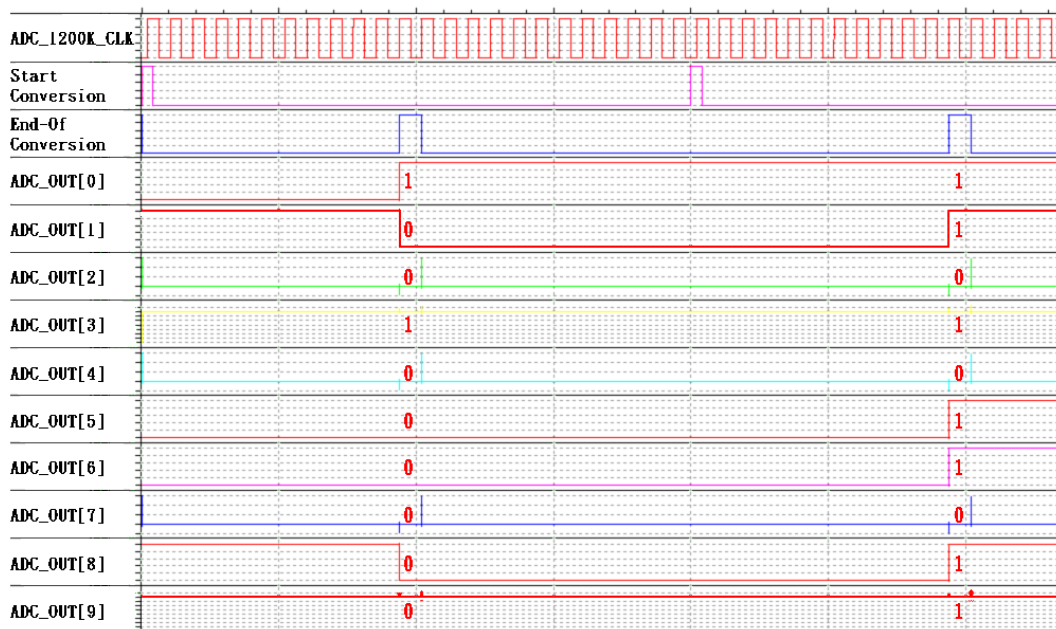 ADC_1200K_CLK
Start
Conversion
End-Of
Conversion
ADC_OUT[0] 1 1
ADC_OUT[1] 0 1
ADC_OUT[2] 0 0
ADC_OUT[3] 1 1
ADC_OUT[4] 0 0
ADC_OUT[5] 0 1
ADC_OUT[6] 0 1
ADC_OUT[7] 0 0
ADC_OUT[8] 0 1
ADC_OUT[9] 0 1